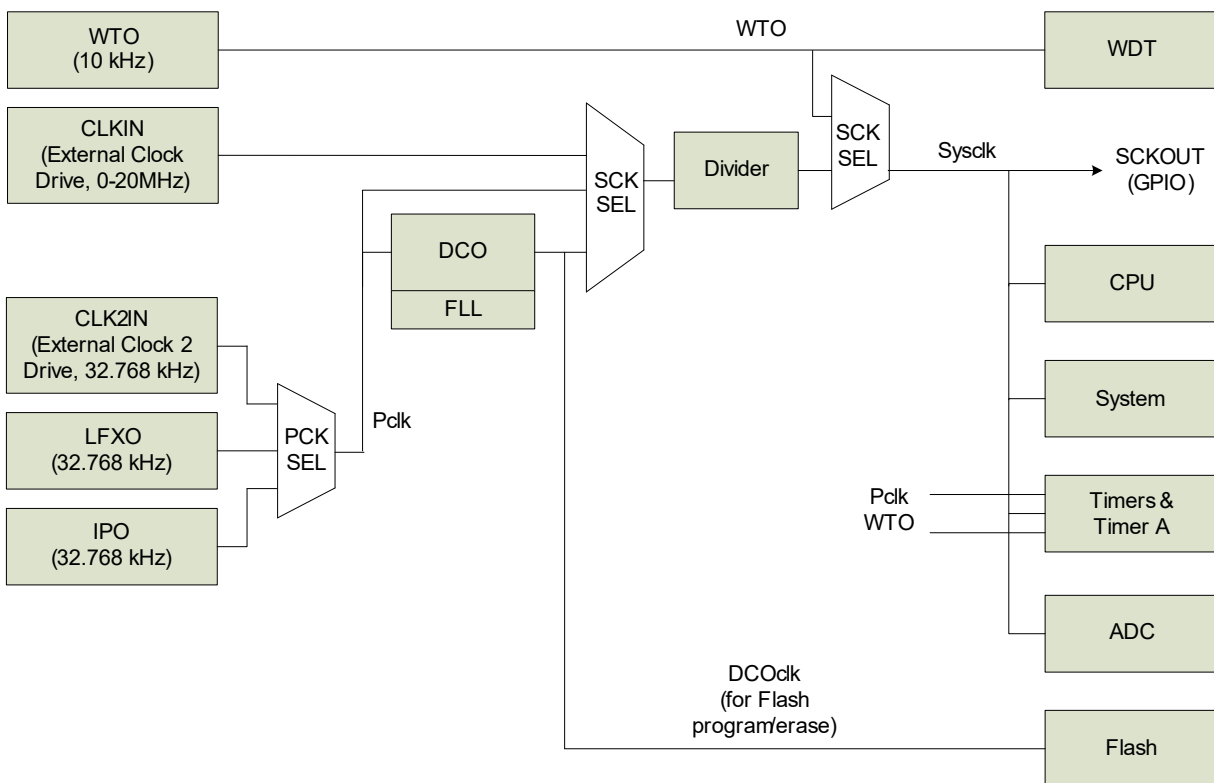 WTO
(10 kHz)
WTO
WDT
CLKIN
(External Clock
Drive, 0-20MHz)
SCK
SEL
Divider
SCK
SEL
Sysclk
SCKOUT
(GPIO)
DCO
FLL
CPU
CLK2IN
(External Clock 2
Drive, 32.768 kHz)
System
LFXO
(32.768 kHz)
PCK
SEL
Pclk
IPO
(32.768 kHz)
Pclk
WTO
Timers &
Timer A
ADC
DCOclk
(for Flash
program/erase)
Flash